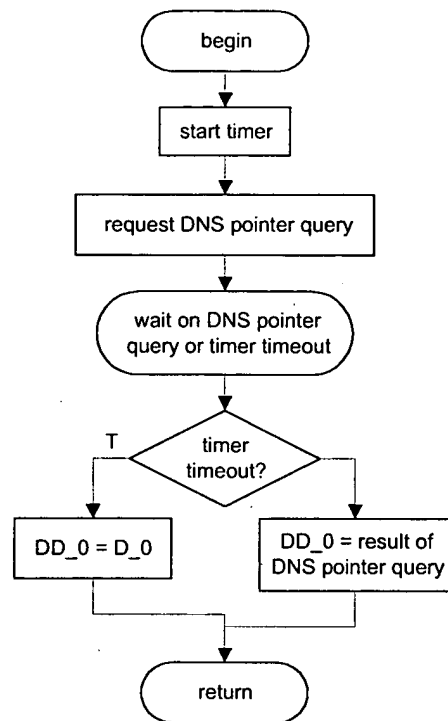 begin
start timer
request DNS pointer query
wait on DNS pointer
query or timer timeout
timer
timeout?
T
DD_0 = D_0
DD_0 = result of
DNS pointer query
return